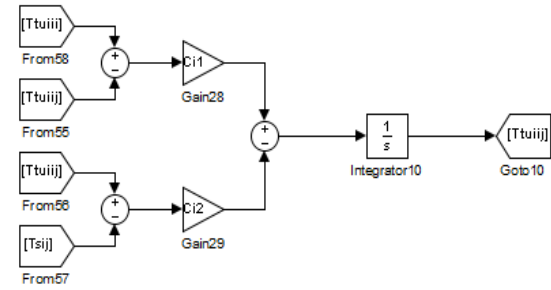 [Ttuiii]
From58
+
−
Ci1
Gain28
[Ttuiij]
From55
+
−
1
s
Integrator10
[Ttuiij]
Goto10
[Ttuiij]
From56
+
−
Ci2
Gain29
[Tsij]
From57